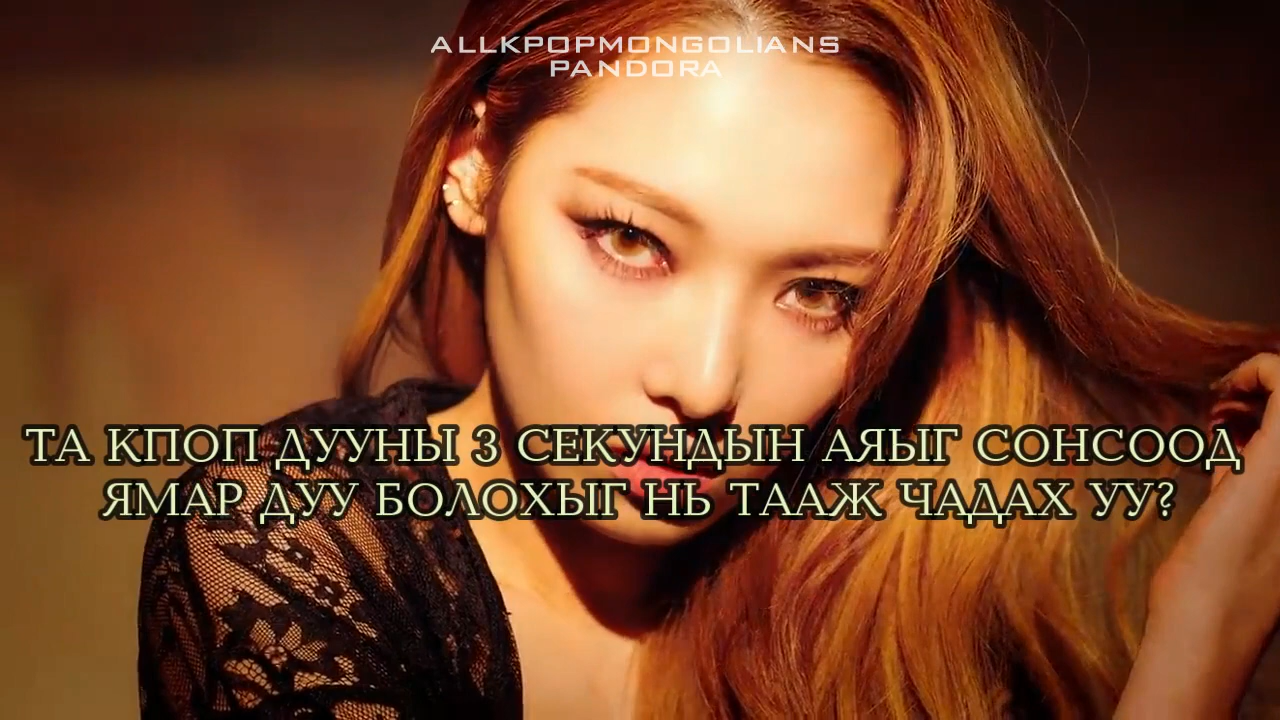 ALLKPOPMONGOLIANS
PANDORA
ТА КПОП ДУУНЫ 3 СЕКУНДЫН АЯЫГ СОНСООД
ЯМАР ДУУ БОЛОХЫГ НЬ ТААЖ ЧАДАХ УУ?